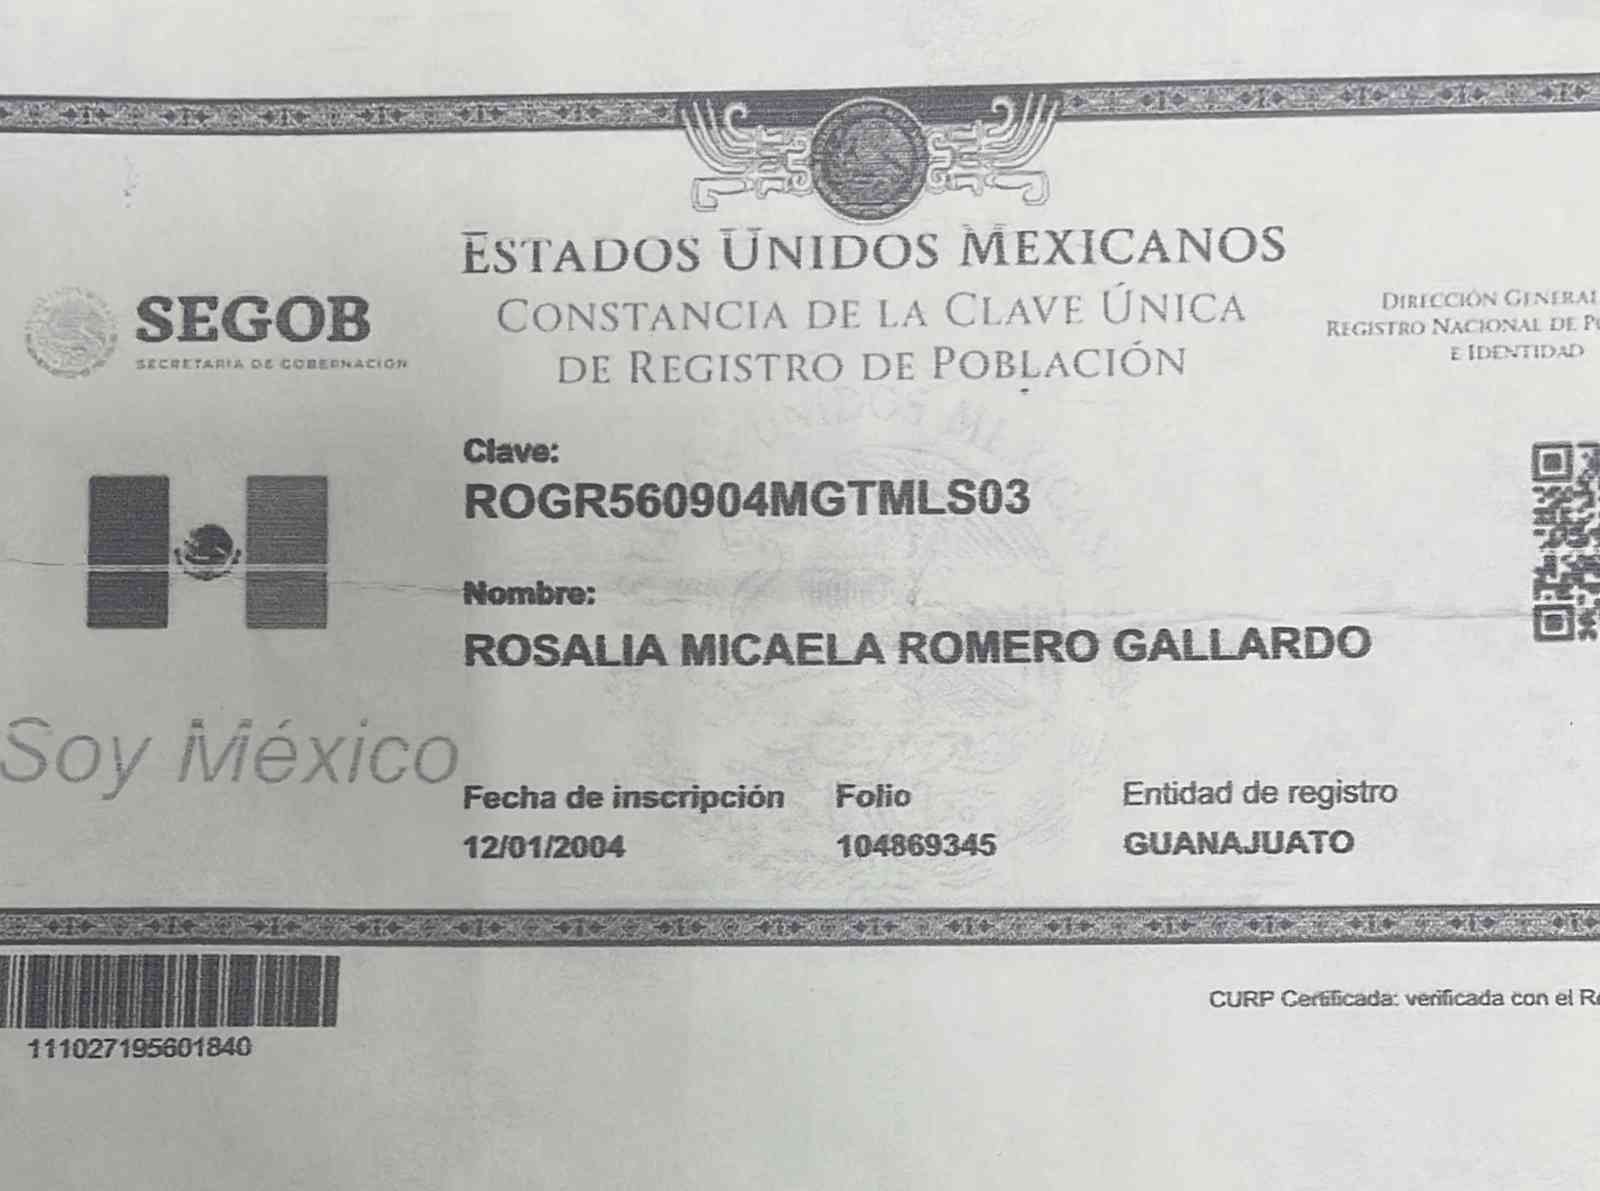 ESTADOS UNIDOS MEXICANOS
CONSTANCIA DE LA CLAVE ÚNICA
DE REGISTRO DE POBLACIÓN
SEGOB
SECRETARÍA DE GOBERNACIÓN
DIRECCIÓN GENERAL
REGISTRO NACIONAL DE
E IDENTIDAD
Clave:
ROGR560904MGTMLS03
Nombre:
ROSALIA MICAELA ROMERO GALLARDO
Soy México
Fecha de inscripción Folio Entidad de registro
12/01/2004 104869345 GUANAJUATO
111027195601840
CURP Certificada: verificada con el